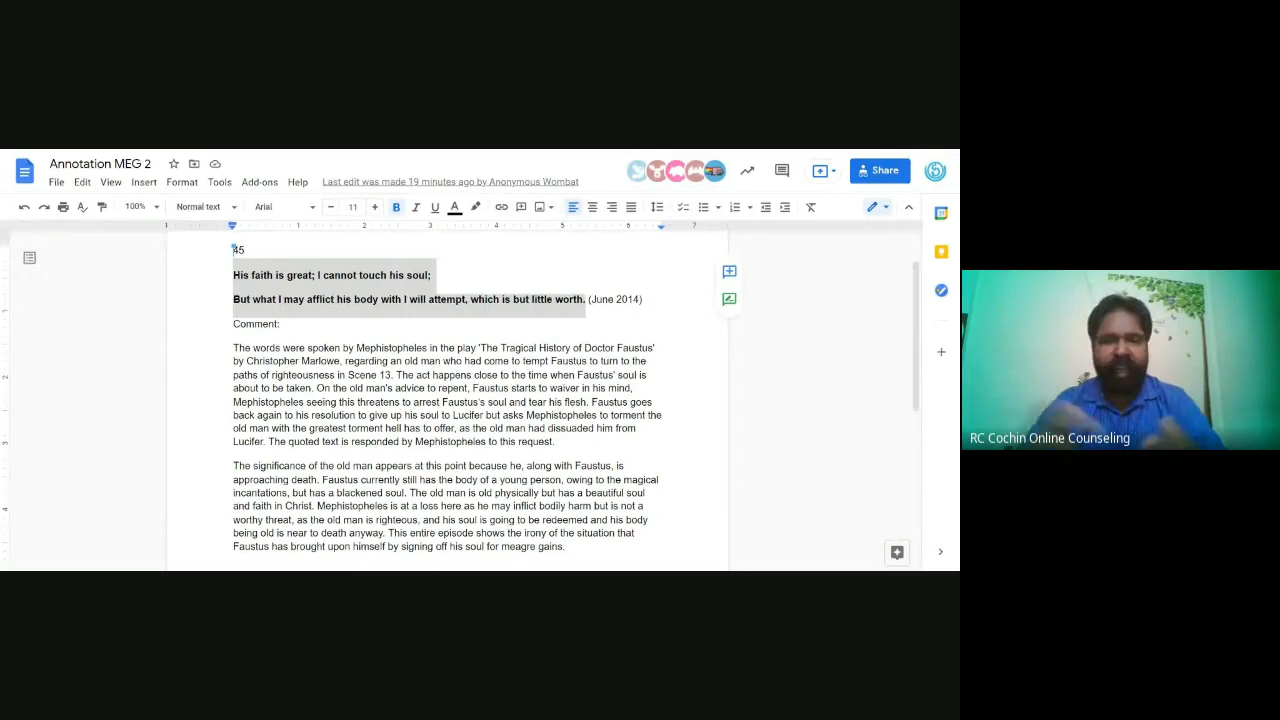 Annotation MEG 2
File Edit View Insert Format Tools Add-ons Help Last edit was made 19 minutes ago by Anonymous Wombat
Share
100% Normal text Arial 11 B I U A
1 1 2 3 4 5 6 7
45
His faith is great; I cannot touch his soul;
But what I may afflict his body with I will attempt, which is but little worth. (June 2014)
Comment:
The words were spoken by Mephistopheles in the play 'The Tragical History of Doctor Faustus'
by Christopher Marlowe, regarding an old man who had come to tempt Faustus to turn to the
paths of righteousness in Scene 13. The act happens close to the time when Faustus' soul is
about to be taken. On the old man's advice to repent, Faustus starts to waiver in his mind,
Mephistopheles seeing this threatens to arrest Faustus's soul and tear his flesh. Faustus goes
back again to his resolution to give up his soul to Lucifer but asks Mephistopheles to torment the
old man with the greatest torment hell has to offer, as the old man had dissuaded him from
Lucifer. The quoted text is responded by Mephistopheles to this request.
The significance of the old man appears at this point because he, along with Faustus, is
approaching death. Faustus currently still has the body of a young person, owing to the magical
incantations, but has a blackened soul. The old man is old physically but has a beautiful soul
and faith in Christ. Mephistopheles is at a loss here as he may inflict bodily harm but is not a
worthy threat, as the old man is righteous, and his soul is going to be redeemed and his body
being old is near to death anyway. This entire episode shows the irony of the situation that
Faustus has brought upon himself by signing off his soul for meagre gains.
RC Cochin Online Counseling